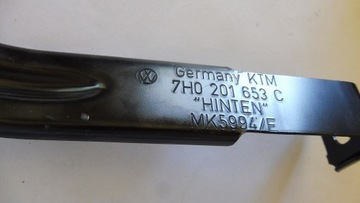 Germany KTM
7H0 201 653 C
"HINTEN"
MK5994/E